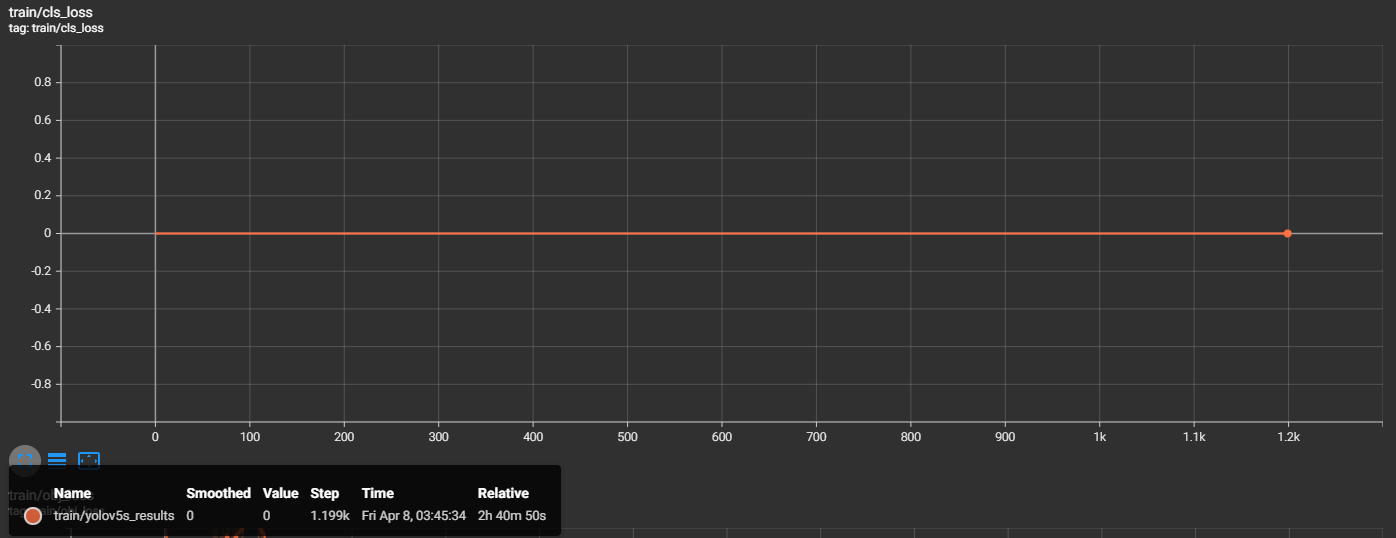 train/cls_loss
tag: train/cls_loss
0.8
0.6
0.4
0.2
0
-0.2
-0.4
-0.6
-0.8
0 100 200 300 400 500 600 700 800 900 1k 1.1k 1.2k
Name Smoothed Value Step Time Relative
train/yolov5s_results 0 0 1.199k Fri Apr 8, 03:45:34 2h 40m 50s